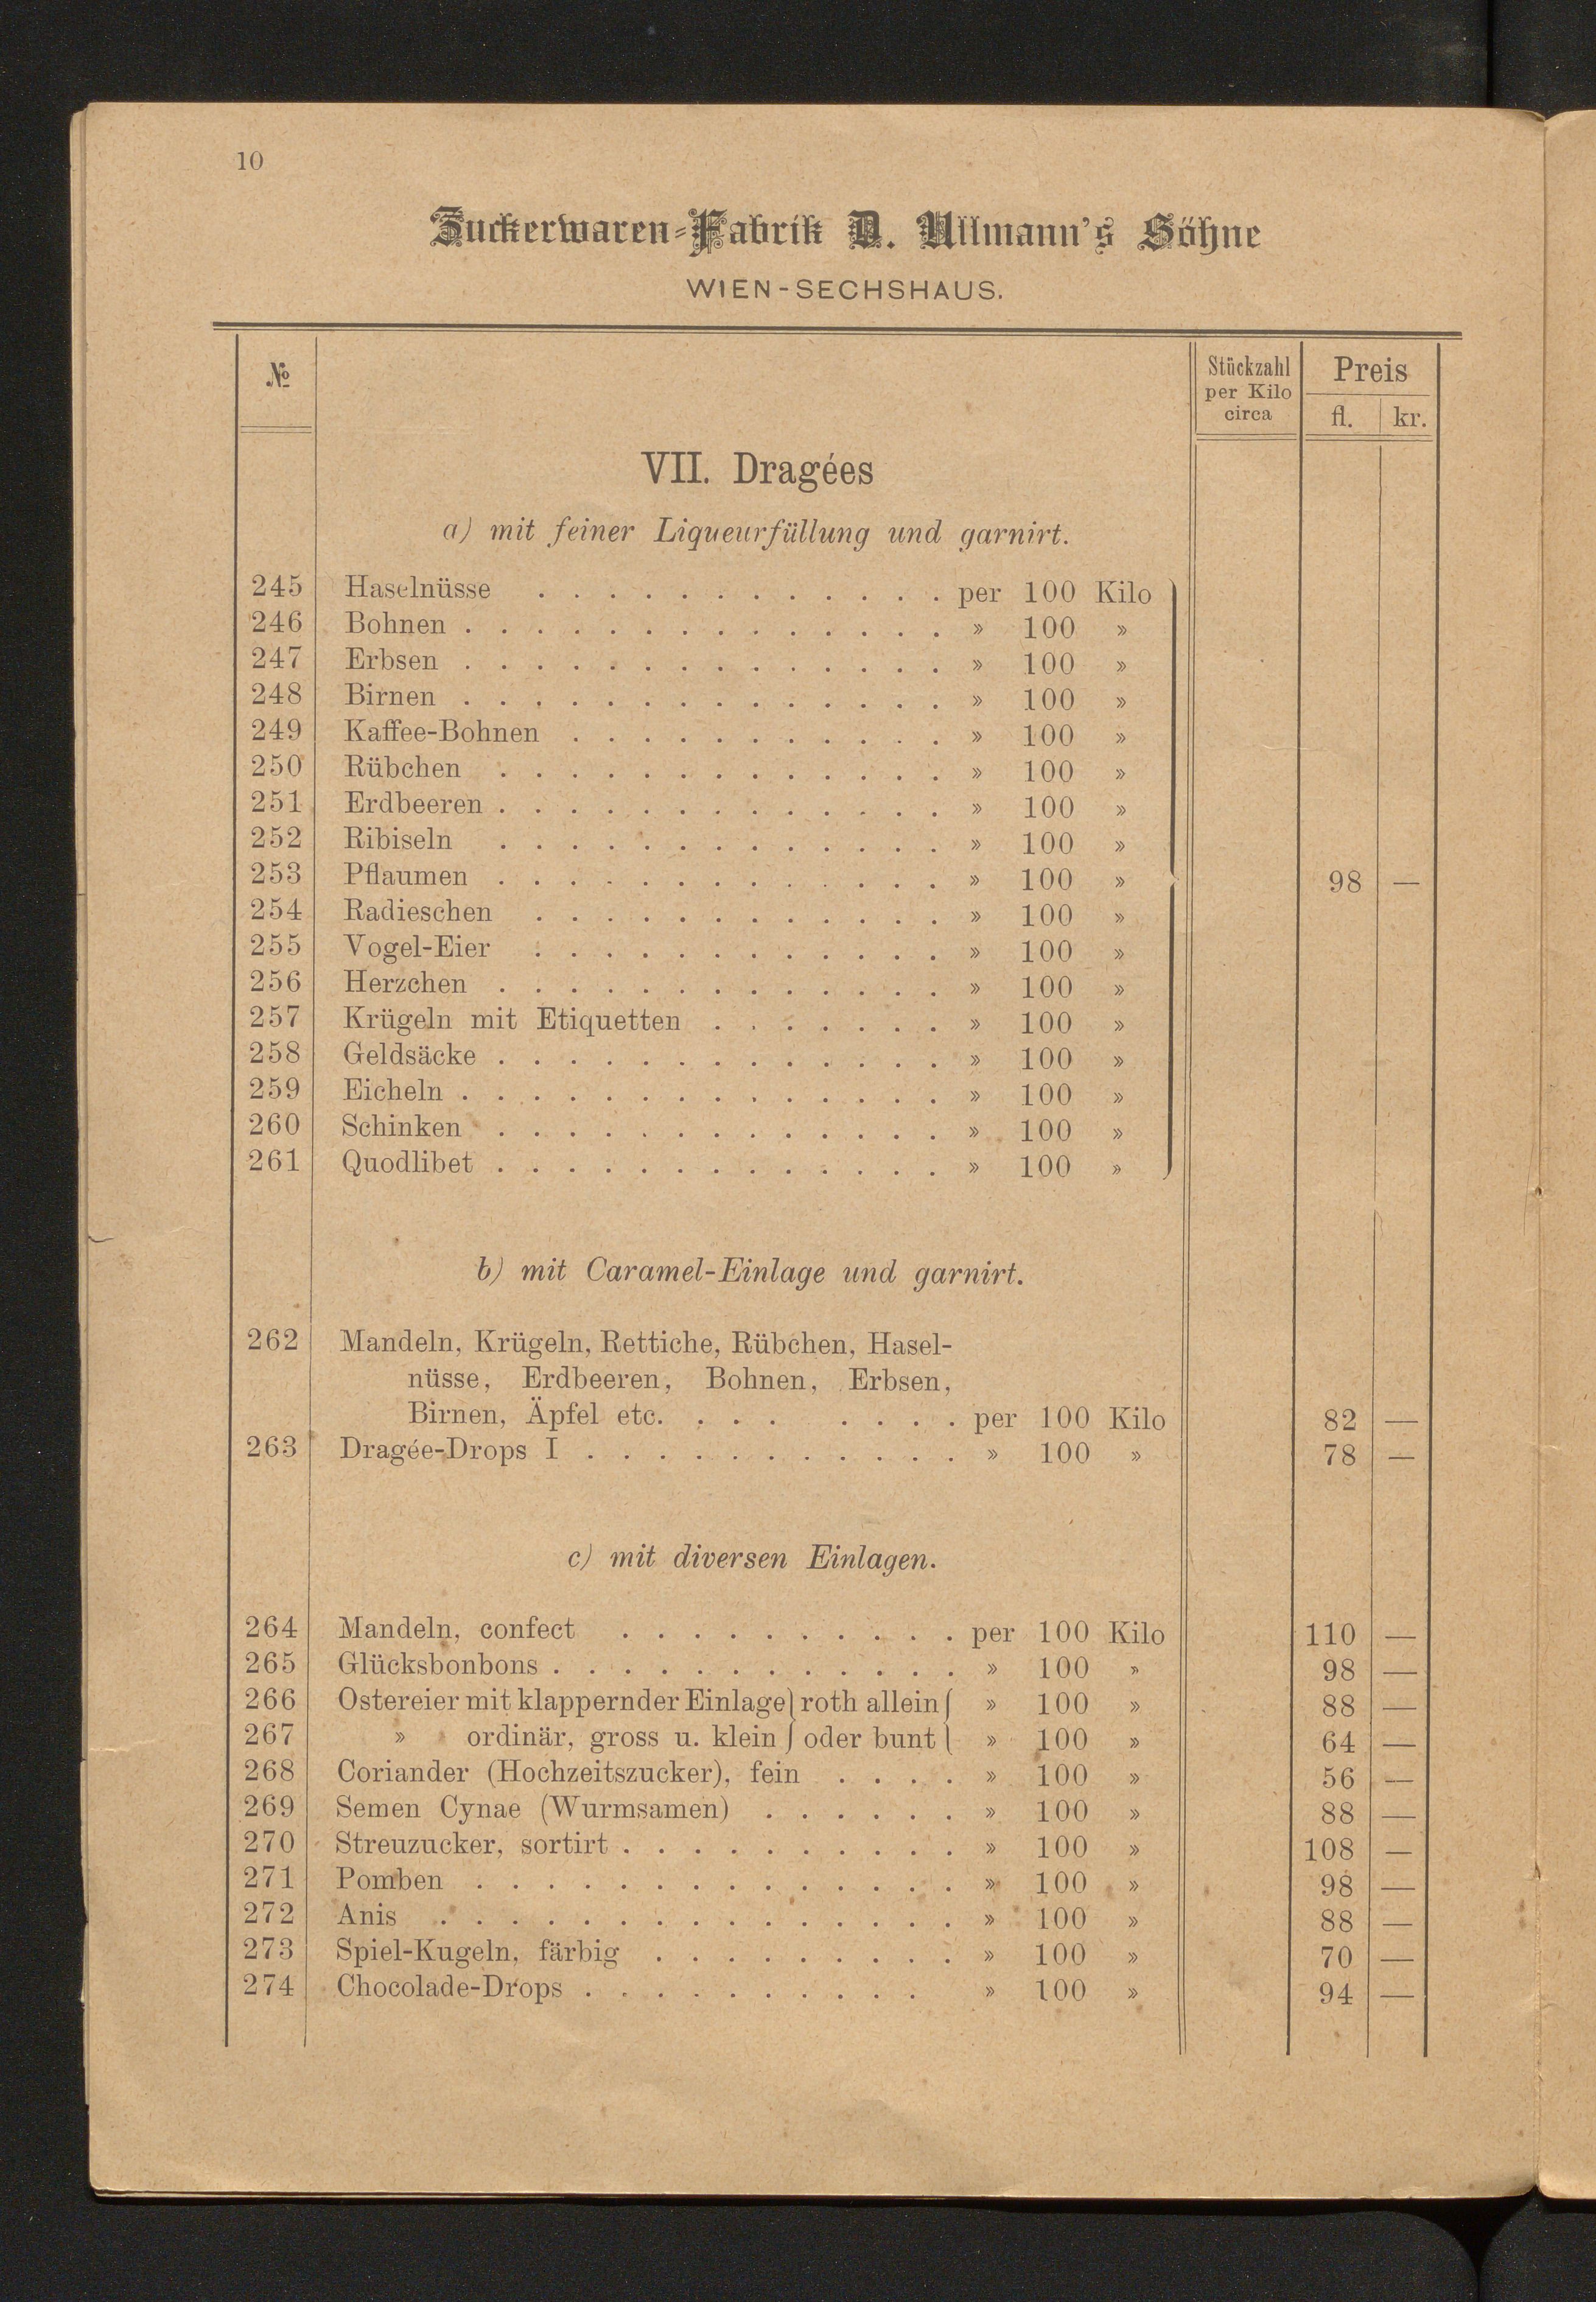 10
Zuckerwaren-Fabrik D. Ullmann's Söhne
WIEN-SECHSHAUS.
№ Stückzahl per Kilo circa Preis fl. kr.
VII. Dragées
a) mit feiner Liqueurfüllung und garnirt.
245 Haselnüsse . . . . . . . . . . . . per 100 Kilo
246 Bohnen . . . . . . . . . . . . . . » 100 »
247 Erbsen . . . . . . . . . . . . . . » 100 »
248 Birnen . . . . . . . . . . . . . . » 100 »
249 Kaffee-Bohnen . . . . . . . . . . . » 100 »
250 Rübchen . . . . . . . . . . . . . » 100 »
251 Erdbeeren . . . . . . . . . . . . . » 100 »
252 Ribiseln . . . . . . . . . . . . . » 100 »
253 Pflaumen . . . . . . . . . . . . . » 100 » 98 —
254 Radieschen . . . . . . . . . . . . » 100 »
255 Vogel-Eier . . . . . . . . . . . . » 100 »
256 Herzchen . . . . . . . . . . . . . » 100 »
257 Krügeln mit Etiquetten . . . . . . . » 100 »
258 Geldsäcke . . . . . . . . . . . . . » 100 »
259 Eicheln . . . . . . . . . . . . . . » 100 »
260 Schinken . . . . . . . . . . . . . » 100 »
261 Quodlibet . . . . . . . . . . . . . » 100 »
b) mit Caramel-Einlage und garnirt.
262 Mandeln, Krügeln, Rettiche, Rübchen, Hasel-
nüsse, Erdbeeren, Bohnen, Erbsen,
Birnen, Äpfel etc. . . . . . . . per 100 Kilo 82 —
263 Dragée-Drops I . . . . . . . . . . . » 100 » 78 —
c) mit diversen Einlagen.
264 Mandeln, confect . . . . . . . . . . per 100 Kilo 110 —
265 Glücksbonbons . . . . . . . . . . . . » 100 » 98 —
266 Ostereier mit klappernder Einlage } roth allein { » 100 » 88 —
267 » ordinär, gross u. klein } oder bunt { » 100 » 64 —
268 Coriander (Hochzeitszucker), fein . . . . » 100 » 56 —
269 Semen Cynae (Wurmsamen) . . . . . . » 100 » 88 —
270 Streuzucker, sortirt . . . . . . . . . . » 100 » 108 —
271 Pomben . . . . . . . . . . . . . . » 100 » 98 —
272 Anis . . . . . . . . . . . . . . . » 100 » 88 —
273 Spiel-Kugeln, färbig . . . . . . . . . » 100 » 70 —
274 Chocolade-Drops . . . . . . . . . . » 100 » 94 —